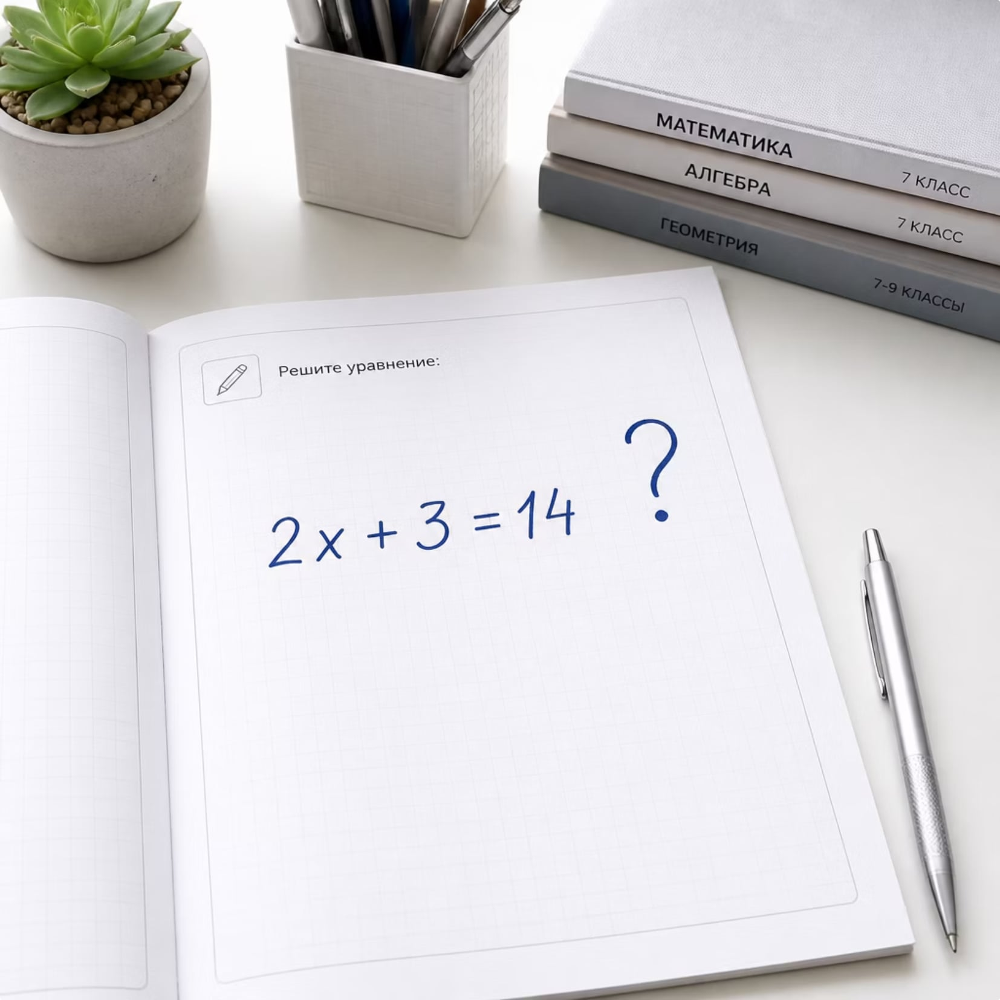 МАТЕМАТИКА
7 КЛАСС
АЛГЕБРА
7 КЛАСС
ГЕОМЕТРИЯ
7-9 КЛАССЫ
Решите уравнение:
2x + 3 = 14 ?